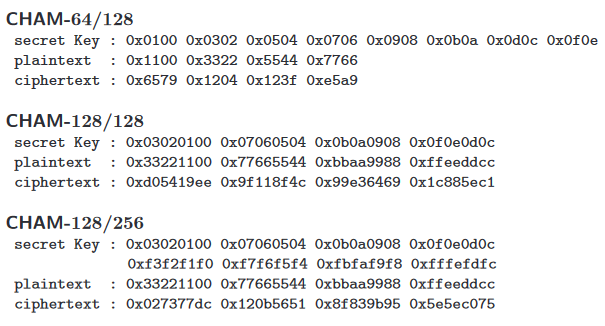 CHAM-64/128
secret Key : 0x0100 0x0302 0x0504 0x0706 0x0908 0x0b0a 0x0d0c 0x0f0e
plaintext : 0x1100 0x3322 0x5544 0x7766
ciphertext : 0x6579 0x1204 0x123f 0xe5a9
CHAM-128/128
secret Key : 0x03020100 0x07060504 0x0b0a0908 0x0f0e0d0c
plaintext : 0x33221100 0x77665544 0xbbaa9988 0xffeeddcc
ciphertext : 0xd05419ee 0x9f118f4c 0x99e36469 0x1c885ec1
CHAM-128/256
secret Key : 0x03020100 0x07060504 0x0b0a0908 0x0f0e0d0c
0xf3f2f1f0 0xf7f6f5f4 0xfbfaf9f8 0xfffefdfc
plaintext : 0x33221100 0x77665544 0xbbaa9988 0xffeeddcc
ciphertext : 0x027377dc 0x120b5651 0x8f839b95 0x5e5ec075